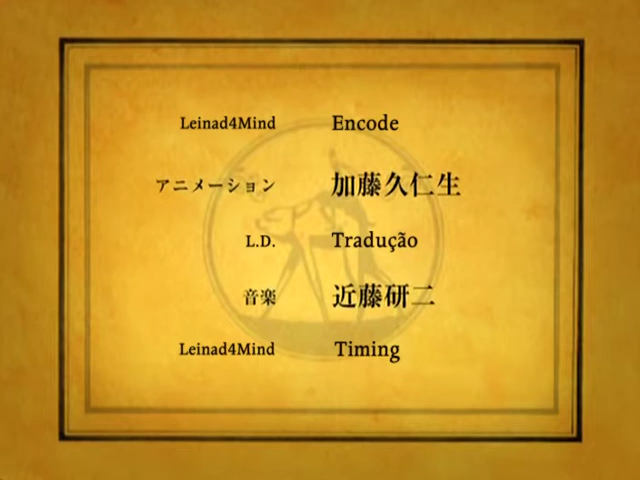 Leinad4Mind Encode
アニメーション 加藤久仁生
L.D. Tradução
音楽 近藤研二
Leinad4Mind Timing